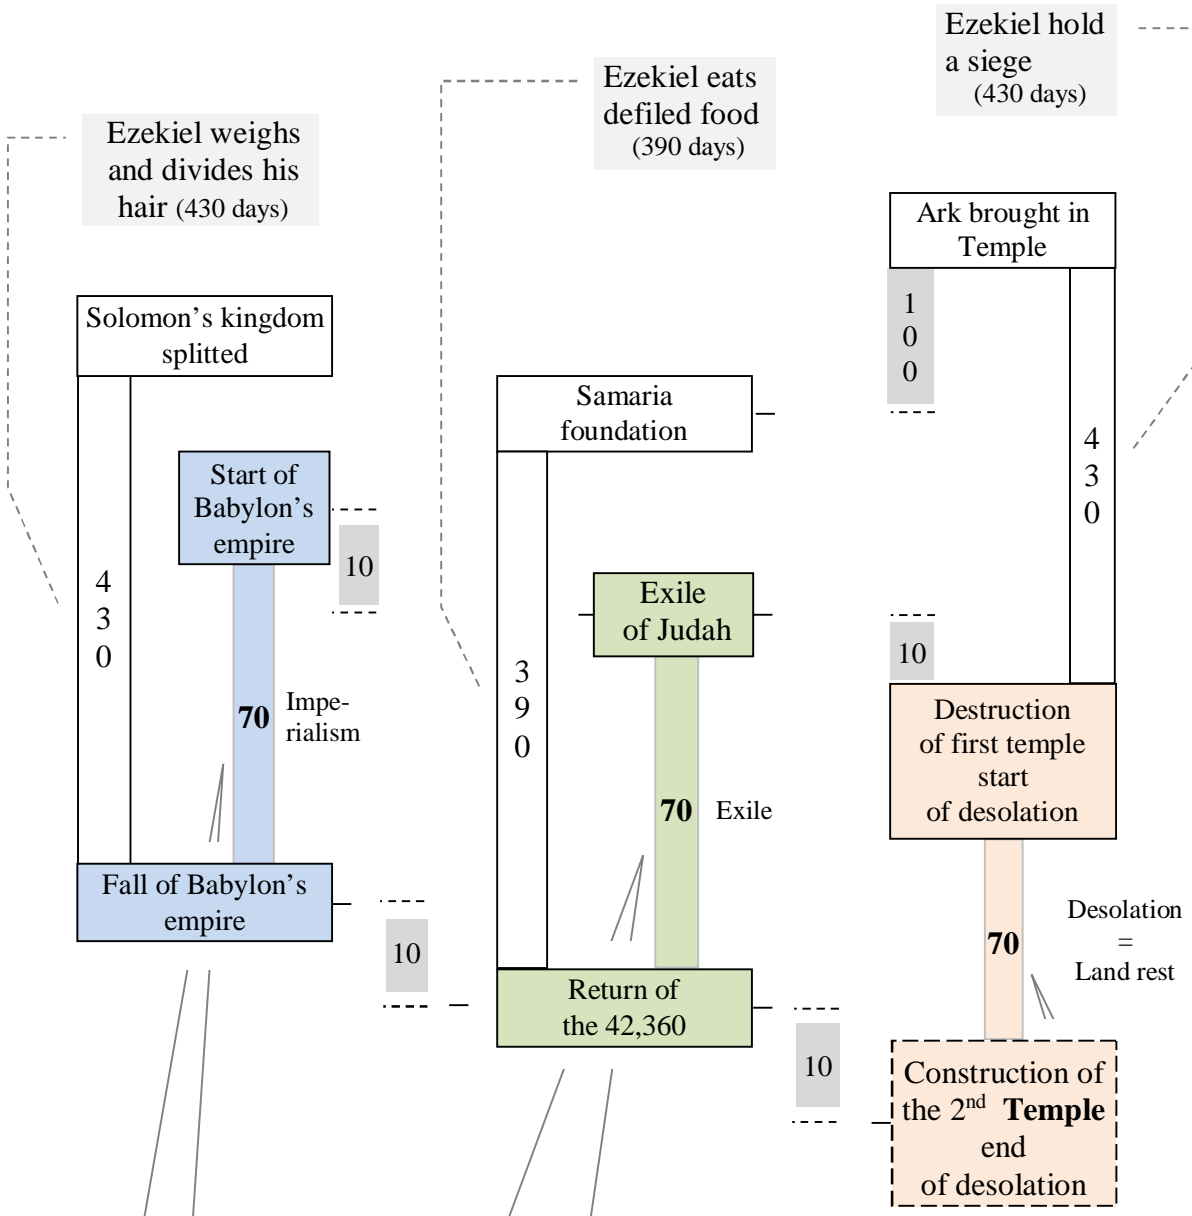 Ezekiel hold
a siege
(430 days)
Ezekiel eats
defiled food
(390 days)
Ezekiel weighs
and divides his
hair (430 days)
Ark brought in
Temple
1
0
0
4
3
0
10
Solomon's kingdom
splitted
4
3
0
Start of
Babylon's
empire
10
70
Impe-
rialism
Fall of Babylon's
empire
10
Samaria
foundation
3
9
0
Exile
of Judah
70
Exile
Return of
the 42,360
10
Destruction
of first temple
start
of desolation
70
Desolation
=
Land rest
Construction of
the 2nd Temple
end
of desolation